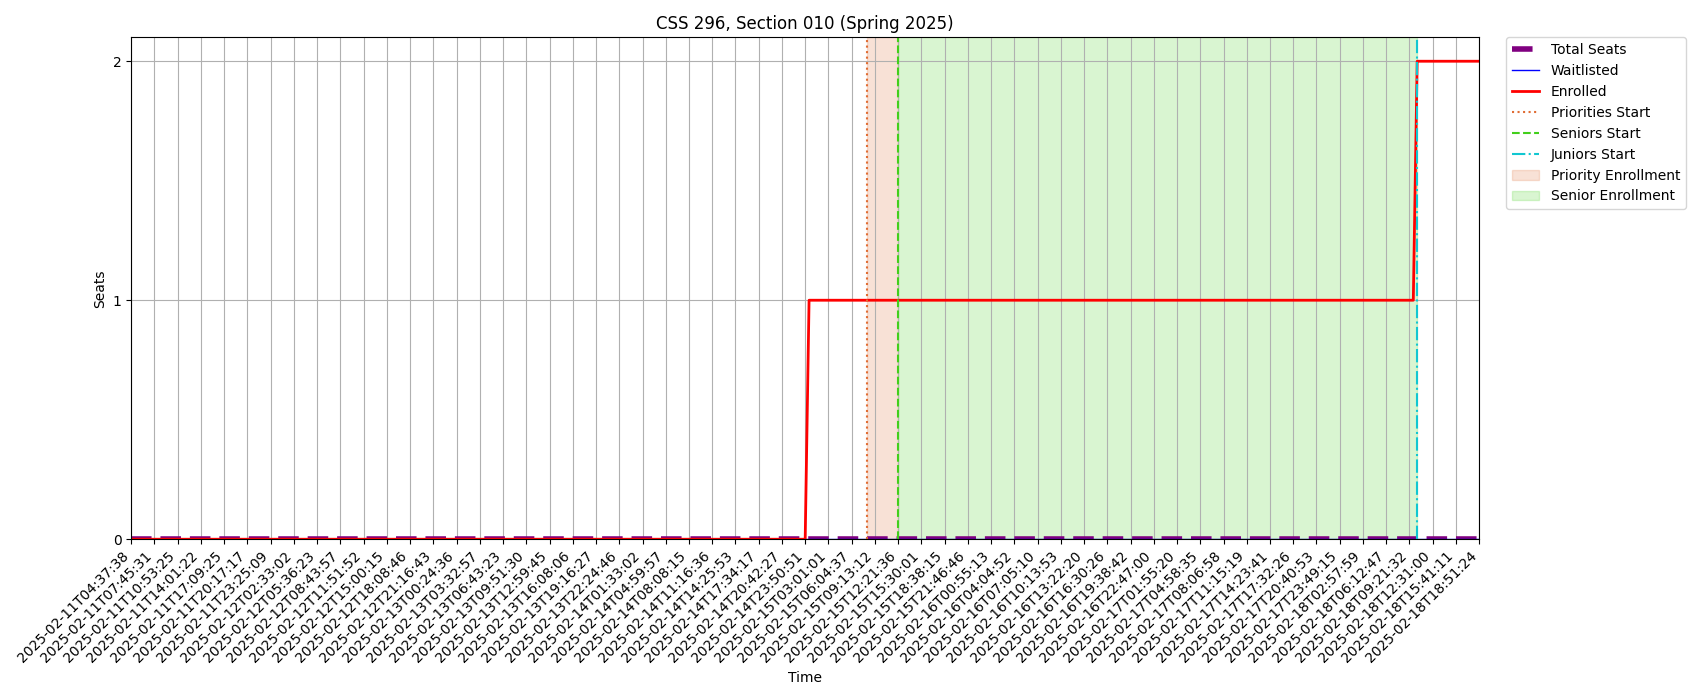 CSS 296, Section 010 (Spring 2025)
Total Seats
Waitlisted
Enrolled
Priorities Start
Seniors Start
Juniors Start
Priority Enrollment
Senior Enrollment
Seats
2
1
0
2025-02-11T04:37:38
2025-02-11T07:45:31
2025-02-11T10:53:25
2025-02-11T14:01:22
2025-02-11T17:09:25
2025-02-11T20:17:17
2025-02-11T23:25:09
2025-02-12T02:33:02
2025-02-12T05:36:23
2025-02-12T08:43:57
2025-02-12T11:51:52
2025-02-12T15:00:15
2025-02-12T18:08:46
2025-02-12T21:16:43
2025-02-13T00:24:36
2025-02-13T03:32:57
2025-02-13T06:43:23
2025-02-13T09:51:30
2025-02-13T12:59:45
2025-02-13T16:08:06
2025-02-13T19:16:27
2025-02-13T22:24:46
2025-02-14T01:33:02
2025-02-14T04:59:57
2025-02-14T08:08:15
2025-02-14T11:16:36
2025-02-14T14:25:53
2025-02-14T17:34:17
2025-02-14T20:42:27
2025-02-14T23:50:51
2025-02-15T03:01:01
2025-02-15T06:04:37
2025-02-15T09:13:12
2025-02-15T12:21:36
2025-02-15T15:30:01
2025-02-15T18:38:15
2025-02-15T21:46:46
2025-02-16T00:55:13
2025-02-16T04:04:52
2025-02-16T07:05:10
2025-02-16T10:13:53
2025-02-16T13:22:20
2025-02-16T16:30:26
2025-02-16T19:38:42
2025-02-16T22:47:00
2025-02-17T01:55:20
2025-02-17T04:58:35
2025-02-17T08:06:58
2025-02-17T11:15:19
2025-02-17T14:23:41
2025-02-17T17:32:26
2025-02-17T20:40:53
2025-02-17T23:49:15
2025-02-18T02:57:59
2025-02-18T06:12:47
2025-02-18T09:21:32
2025-02-18T12:31:00
2025-02-18T15:41:11
2025-02-18T18:51:24
Time